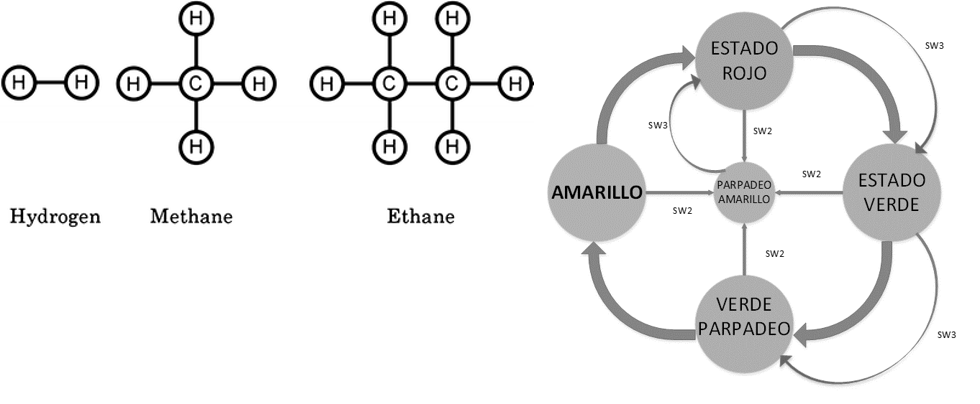 H H
H
H C H
H
H H
H C C H
H H
Hydrogen
Methane
Ethane
ESTADO
ROJO
SW3
SW3
SW2
AMARILLO
SW2
PARPADEO
AMARILLO
SW2
ESTADO
VERDE
SW2
VERDE
PARPADEO
SW3